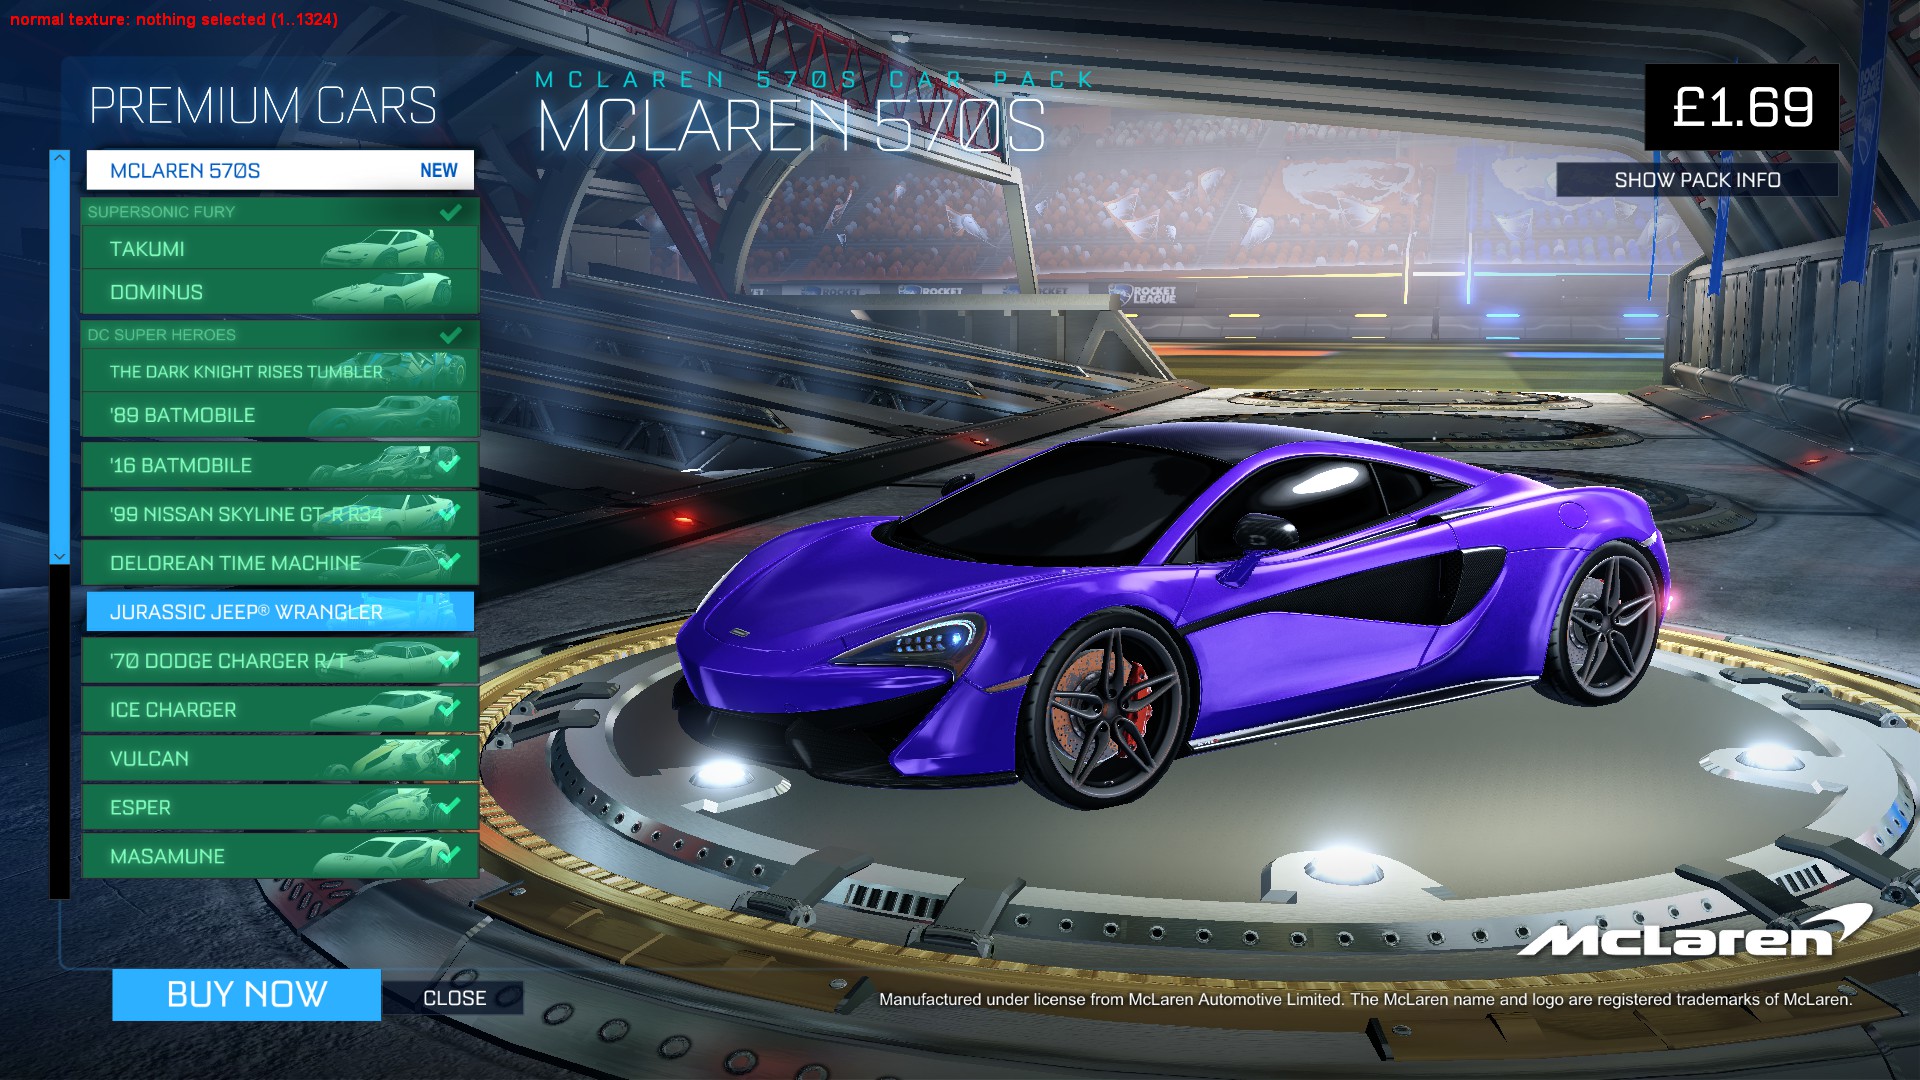 normal texture: nothing selected (1..1324)
PREMIUM CARS
MCLAREN 570S CAR PACK
MCLAREN 570S
£1.69
SHOW PACK INFO
MCLAREN 570S NEW
SUPERSONIC FURY
TAKUMI
DOMINUS
DC SUPER HEROES
THE DARK KNIGHT RISES TUMBLER
'89 BATMOBILE
'16 BATMOBILE
'99 NISSAN SKYLINE GT-R R34
DELOREAN TIME MACHINE
JURASSIC JEEP® WRANGLER
'70 DODGE CHARGER R/T
ICE CHARGER
VULCAN
ESPER
MASAMUNE
ROCKET
ROCKET
ROCKET LEAGUE
McLaren
BUY NOW
CLOSE
Manufactured under license from McLaren Automotive Limited. The McLaren name and logo are registered trademarks of McLaren.